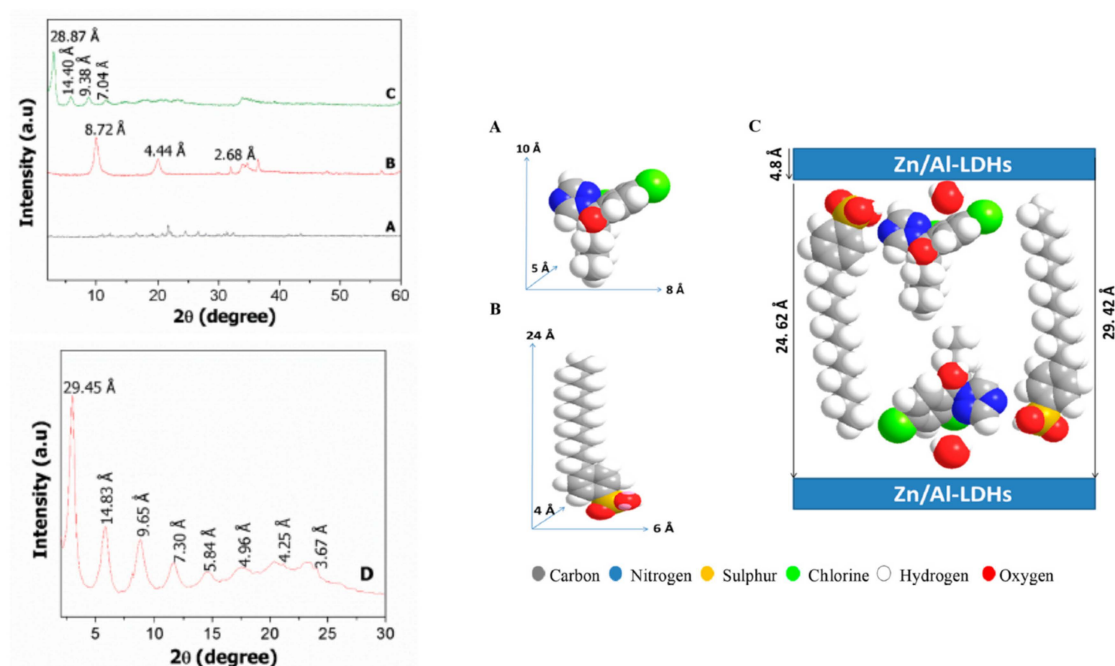 28.87 Å
14.40 Å
9.38 Å
7.04 Å
C
8.72 Å
4.44 Å
2.68 Å
B
A
Intensity (a.u)
10 20 30 40 50 60
2θ (degree)
29.45 Å
14.83 Å
9.65 Å
7.30 Å
5.84 Å
4.96 Å
4.25 Å
3.67 Å
D
Intensity (a.u)
5 10 15 20 25 30
2θ (degree)
A
10 Å
5 Å
8 Å
B
24 Å
4 Å
6 Å
C
4.8 Å
Zn/Al-LDHs
24. 62 Å
29.42 Å
Zn/Al-LDHs
Carbon Nitrogen Sulphur Chlorine Hydrogen Oxygen